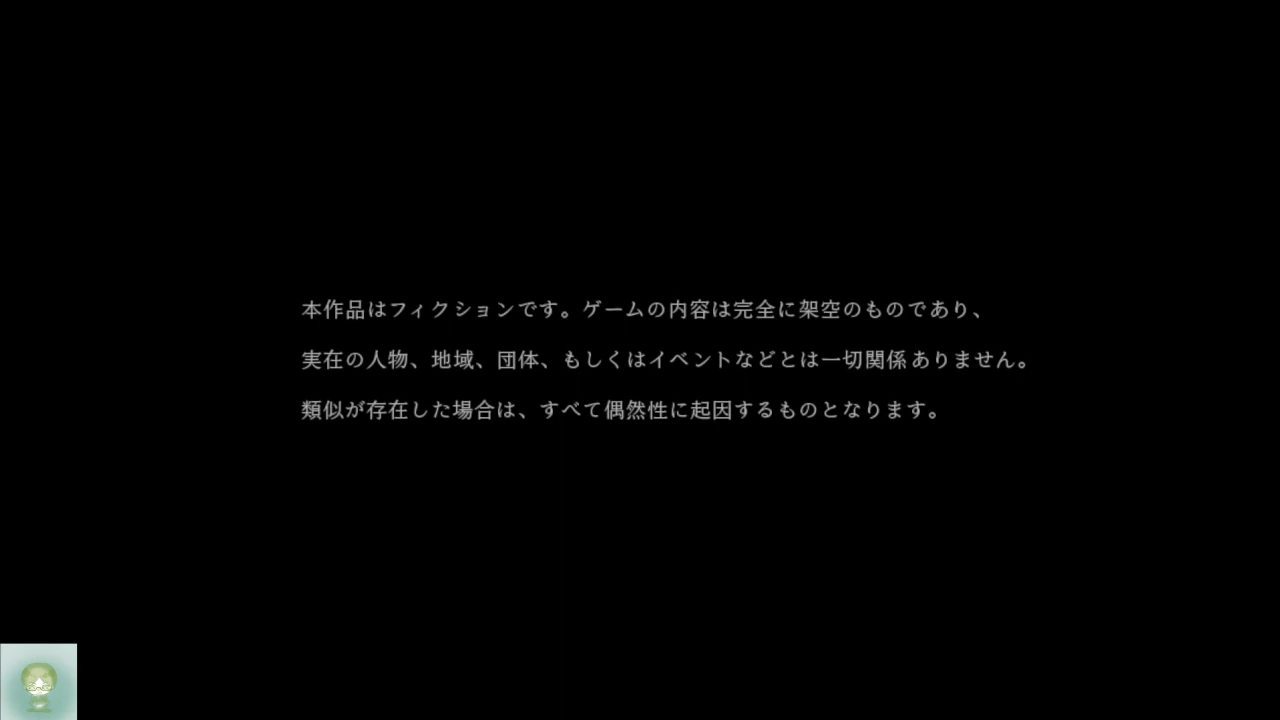 本作品はフィクションです。ゲームの内容は完全に架空のものであり、
実在の人物、地域、団体、もしくはイベントなどとは一切関係ありません。
類似が存在した場合は、すべて偶然性に起因するものとなります。